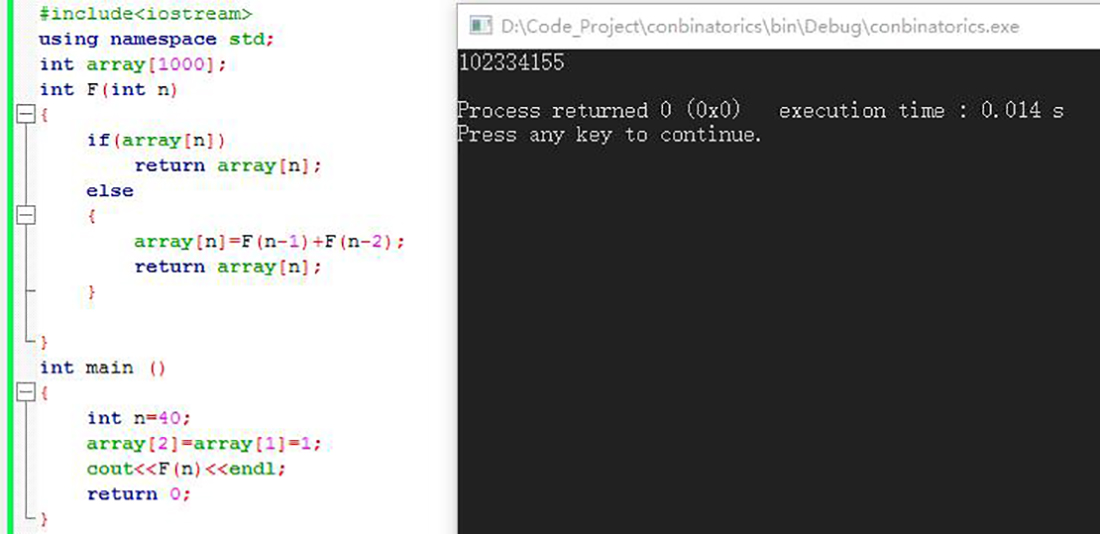 #include<iostream>
using namespace std;
int array[1000];
int F(int n)
{
if(array[n])
return array[n];
else
{
array[n]=F(n-1)+F(n-2);
return array[n];
}
}
int main ()
{
int n=40;
array[2]=array[1]=1;
cout<<F(n)<<endl;
return 0;
}
D:\Code_Project\conbinatorics\bin\Debug\conbinatorics.exe
102334155
Process returned 0 (0x0) execution time : 0.014 s
Press any key to continue.